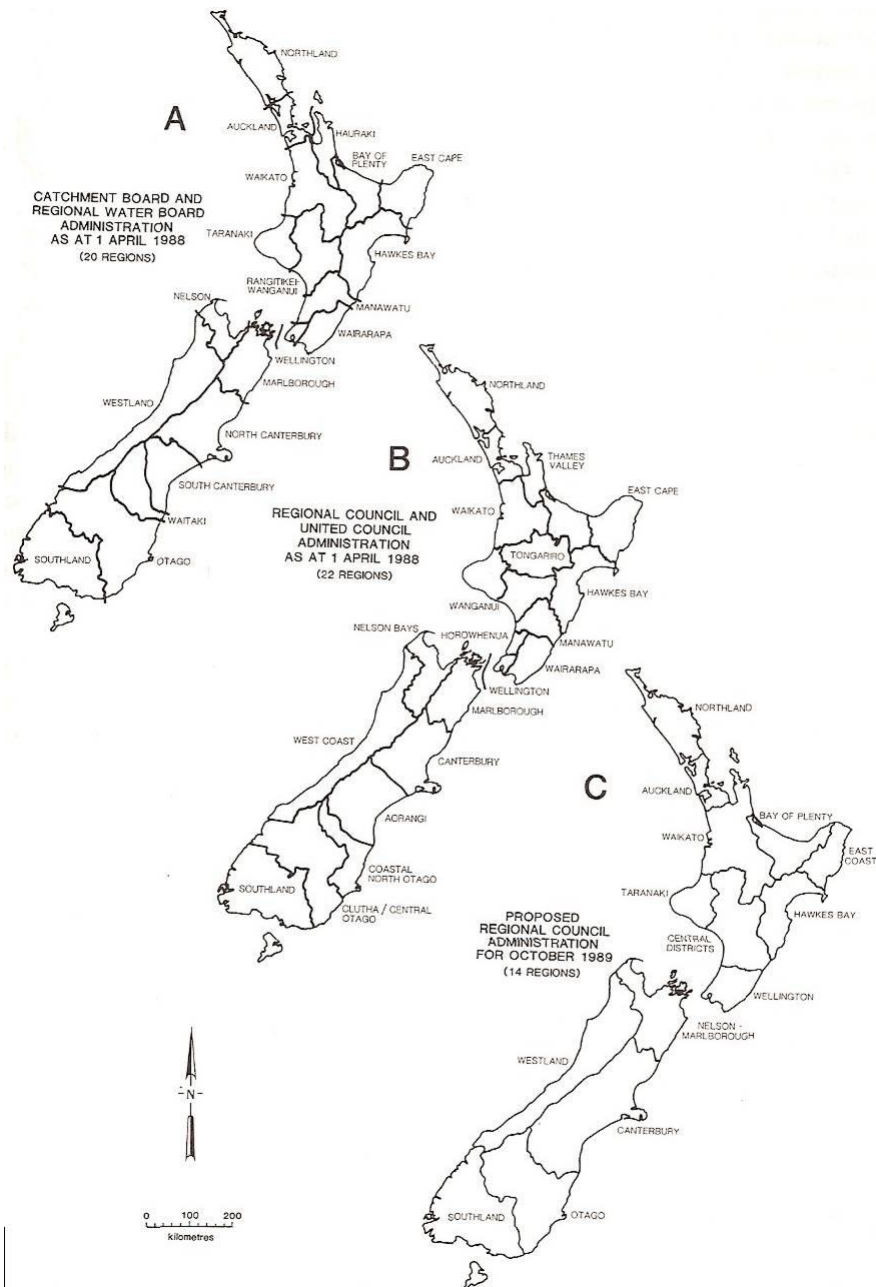 A
CATCHMENT BOARD AND
REGIONAL WATER BOARD
ADMINISTRATION
AS AT 1 APRIL 1988
(20 REGIONS)
NORTHLAND
AUCKLAND
HAURAKI
BAY OF
PLENTY
EAST CAPE
WAIKATO
TARANAKI
HAWKES BAY
RANGITIKEI-
WANGANUI
MANAWATU
WAIRARAPA
WELLINGTON
NELSON
MARLBOROUGH
WESTLAND
NORTH CANTERBURY
SOUTH CANTERBURY
WAITAKI
SOUTHLAND
OTAGO
B
REGIONAL COUNCIL AND
UNITED COUNCIL
ADMINISTRATION
AS AT 1 APRIL 1988
(22 REGIONS)
NORTHLAND
AUCKLAND
THAMES
VALLEY
EAST CAPE
WAIKATO
TONGARIRO
HAWKES BAY
WANGANUI
MANAWATU
HOROWHENUA
WAIRARAPA
WELLINGTON
NELSON BAYS
MARLBOROUGH
WEST COAST
CANTERBURY
AORANGI
COASTAL
NORTH OTAGO
SOUTHLAND
CLUTHA / CENTRAL
OTAGO
C
PROPOSED
REGIONAL COUNCIL
ADMINISTRATION
FOR OCTOBER 1989
(14 REGIONS)
NORTHLAND
AUCKLAND
BAY OF PLENTY
WAIKATO
EAST
COAST
TARANAKI
HAWKES BAY
CENTRAL
DISTRICTS
WELLINGTON
NELSON -
MARLBOROUGH
WESTLAND
CANTERBURY
SOUTHLAND
OTAGO
-N-
0 100 200
kilometres